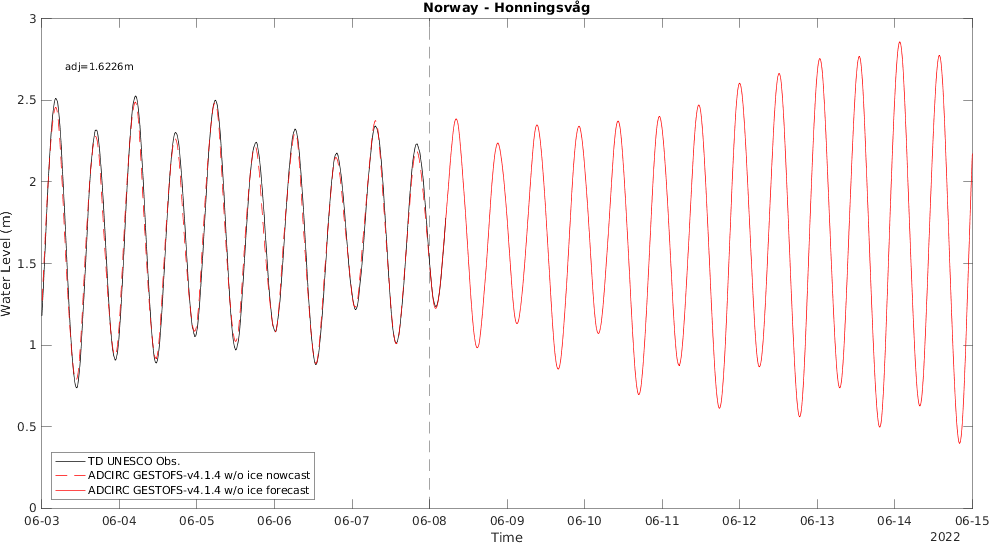 Norway - Honningsvåg
adj=1.6226m
Water Level (m)
3
2.5
2
1.5
1
0.5
0
TD UNESCO Obs.
ADCIRC GESTOFS-v4.1.4 w/o ice nowcast
ADCIRC GESTOFS-v4.1.4 w/o ice forecast
06-03 06-04 06-05 06-06 06-07 06-08 06-09 06-10 06-11 06-12 06-13 06-14 06-15
Time
2022